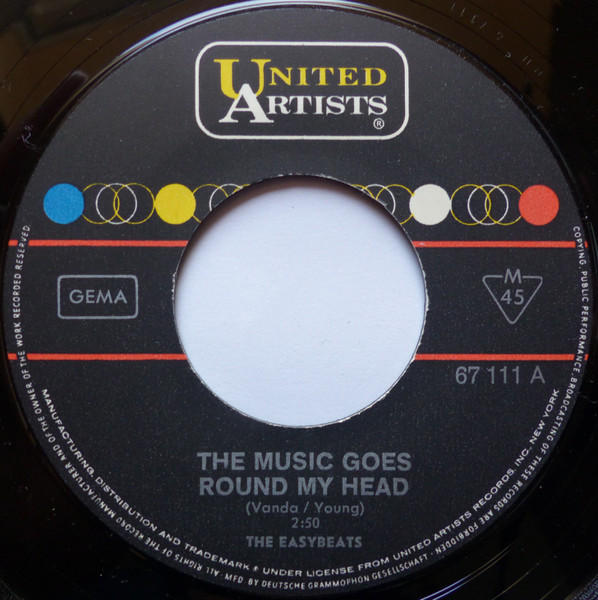 UNITED
ARTISTS
®
GEMA
M
45
67 111 A
THE MUSIC GOES
ROUND MY HEAD
(Vanda / Young)
2:50
THE EASYBEATS
MANUFACTURING, DISTRIBUTION AND TRADEMARK ® UNDER LICENSE FROM UNITED ARTISTS RECORDS, INC. NEW YORK
ALL RIGHTS OF THE RECORD MANUFACTURER AND OF THE OWNER OF THE WORK RECORDED RESERVED.
COPYING, PUBLIC PERFORMANCE, BROADCASTING OF THESE RECORDS ARE FORBIDDEN
MFD. BY DEUTSCHE GRAMMOPHON GESELLSCHAFT